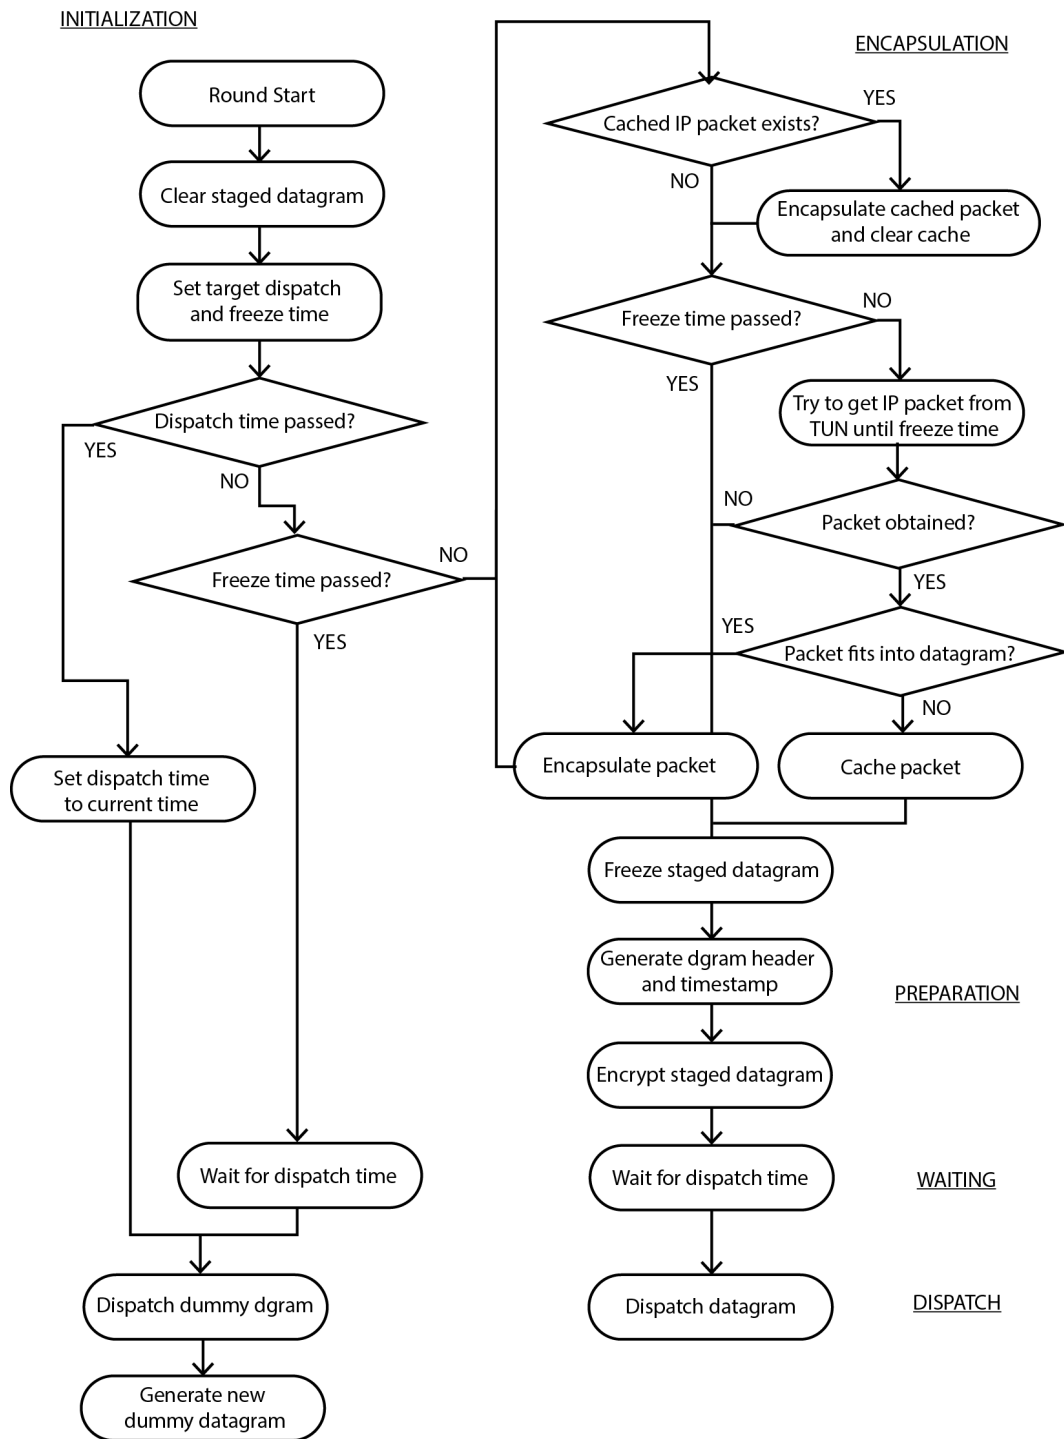 INITIALIZATION
Round Start
Clear staged datagram
Set target dispatch
and freeze time
Dispatch time passed?
YES
NO
Freeze time passed?
NO
YES
Set dispatch time
to current time
Wait for dispatch time
Dispatch dummy dgram
Generate new
dummy datagram
ENCAPSULATION
Cached IP packet exists?
YES
NO
Encapsulate cached packet
and clear cache
Freeze time passed?
NO
YES
Try to get IP packet from
TUN until freeze time
Packet obtained?
NO
YES
Packet fits into datagram?
YES
NO
Encapsulate packet
Cache packet
Freeze staged datagram
Generate dgram header
and timestamp
PREPARATION
Encrypt staged datagram
Wait for dispatch time
WAITING
Dispatch datagram
DISPATCH